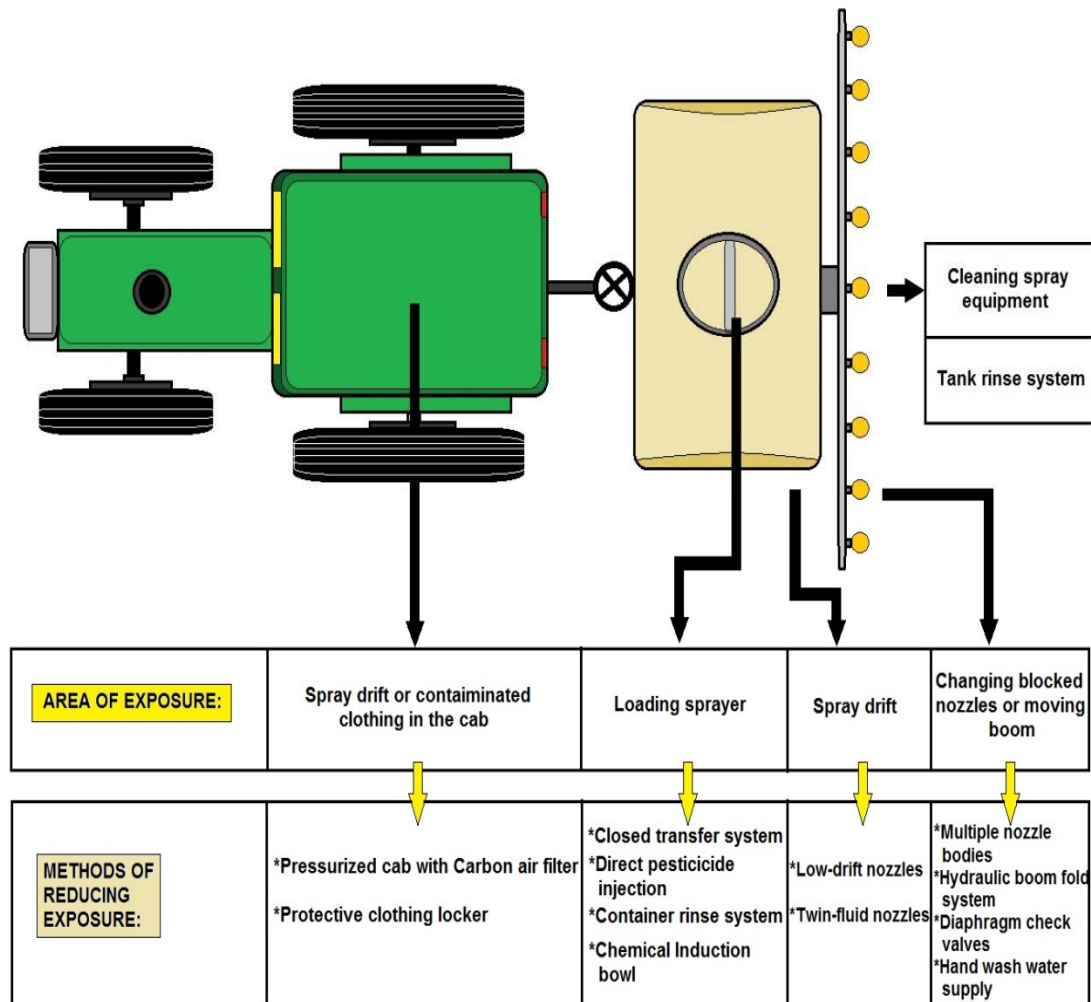 Cleaning spray
equipment
Tank rinse system
AREA OF EXPOSURE:
Spray drift or contaiminated
clothing in the cab
Loading sprayer
Spray drift
Changing blocked
nozzles or moving
boom
METHODS OF
REDUCING
EXPOSURE:
*Pressurized cab with Carbon air filter
*Protective clothing locker
*Closed transfer system
*Direct pesticicide
injection
*Container rinse system
*Chemical Induction
bowl
*Low-drift nozzles
*Twin-fluid nozzles
*Multiple nozzle
bodies
*Hydraulic boom fold
system
*Diaphragm check
valves
*Hand wash water
supply